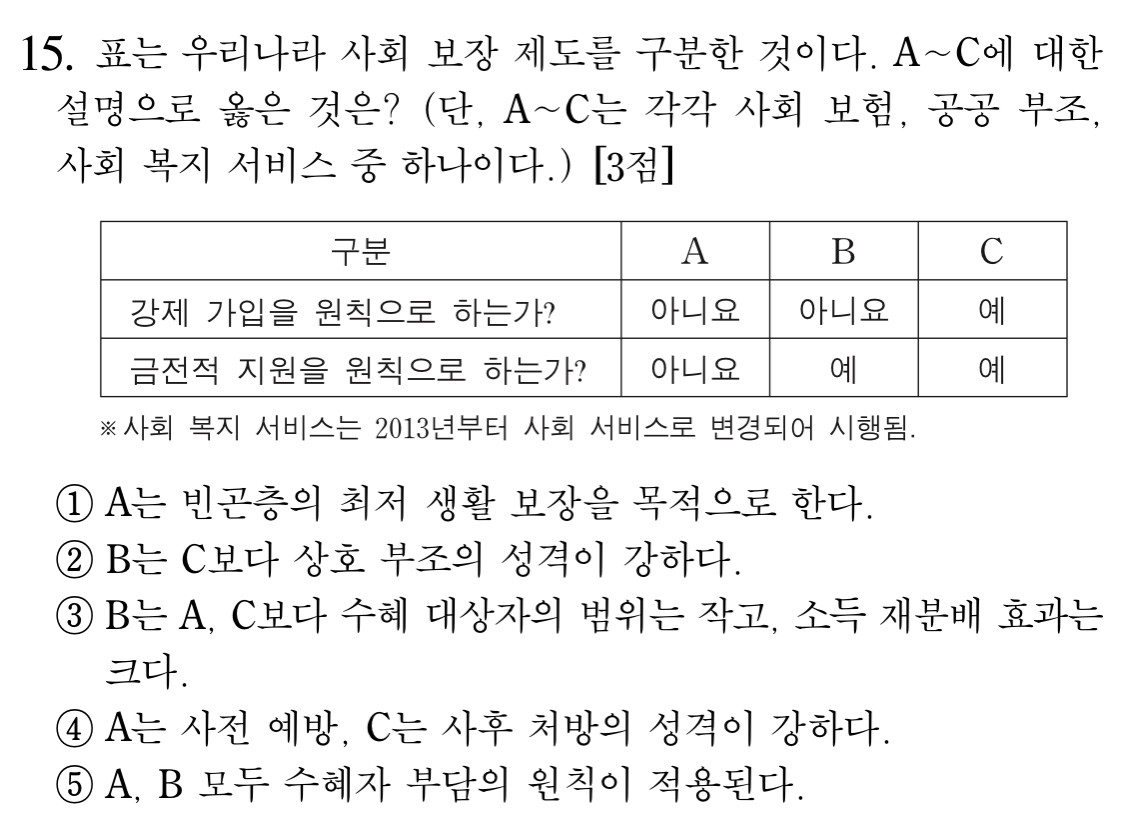 15. 표는 우리나라 사회 보장 제도를 구분한 것이다. A~C에 대한
설명으로 옳은 것은? (단, A~C는 각각 사회 보험, 공공 부조,
사회 복지 서비스 중 하나이다.) [3점]
구분 A B C
강제 가입을 원칙으로 하는가? 아니요 아니요 예
금전적 지원을 원칙으로 하는가? 아니요 예 예
※ 사회 복지 서비스는 2013년부터 사회 서비스로 변경되어 시행됨.
① A는 빈곤층의 최저 생활 보장을 목적으로 한다.
② B는 C보다 상호 부조의 성격이 강하다.
③ B는 A, C보다 수혜 대상자의 범위는 작고, 소득 재분배 효과는
크다.
④ A는 사전 예방, C는 사후 처방의 성격이 강하다.
⑤ A, B 모두 수혜자 부담의 원칙이 적용된다.